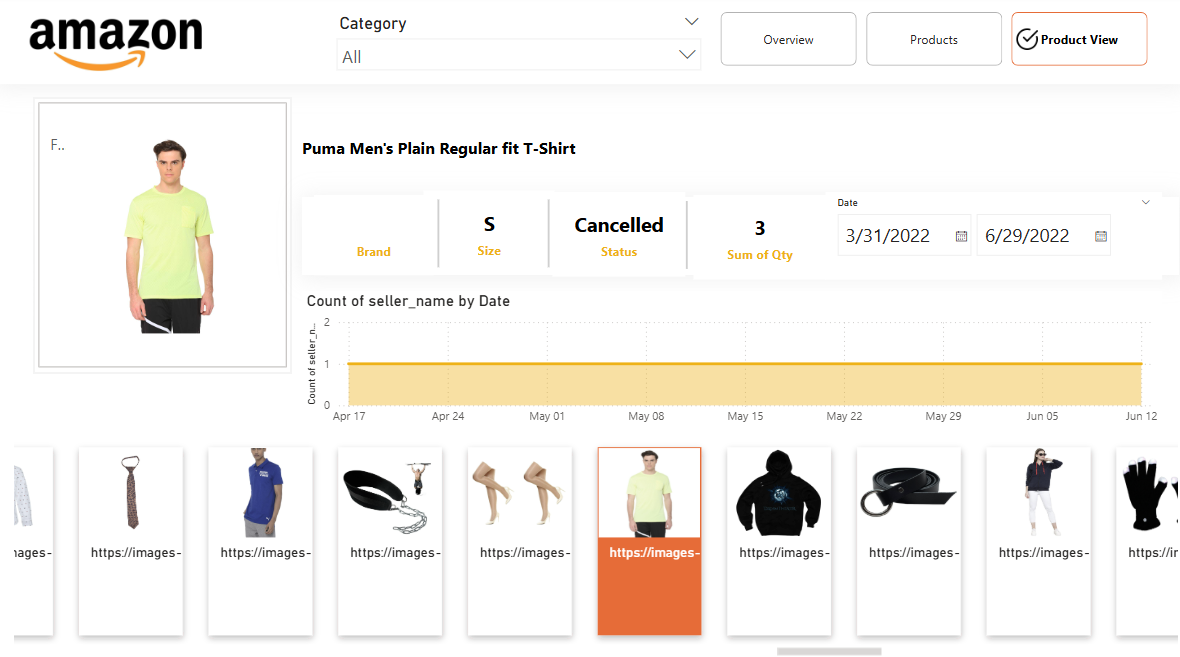 amazon
Category
All
Overview
Products
Product View
F..
Puma Men's Plain Regular fit T-Shirt
Brand
S
Size
Cancelled
Status
3
Sum of Qty
Date
3/31/2022
6/29/2022
Count of seller_name by Date
Count of seller_n...
2
1
0
Apr 17
Apr 24
May 01
May 08
May 15
May 22
May 29
Jun 05
Jun 12
mages-
https://images-
https://images-
https://images-
https://images-
https://images-
https://images-
https://images-
https://images-
https://im